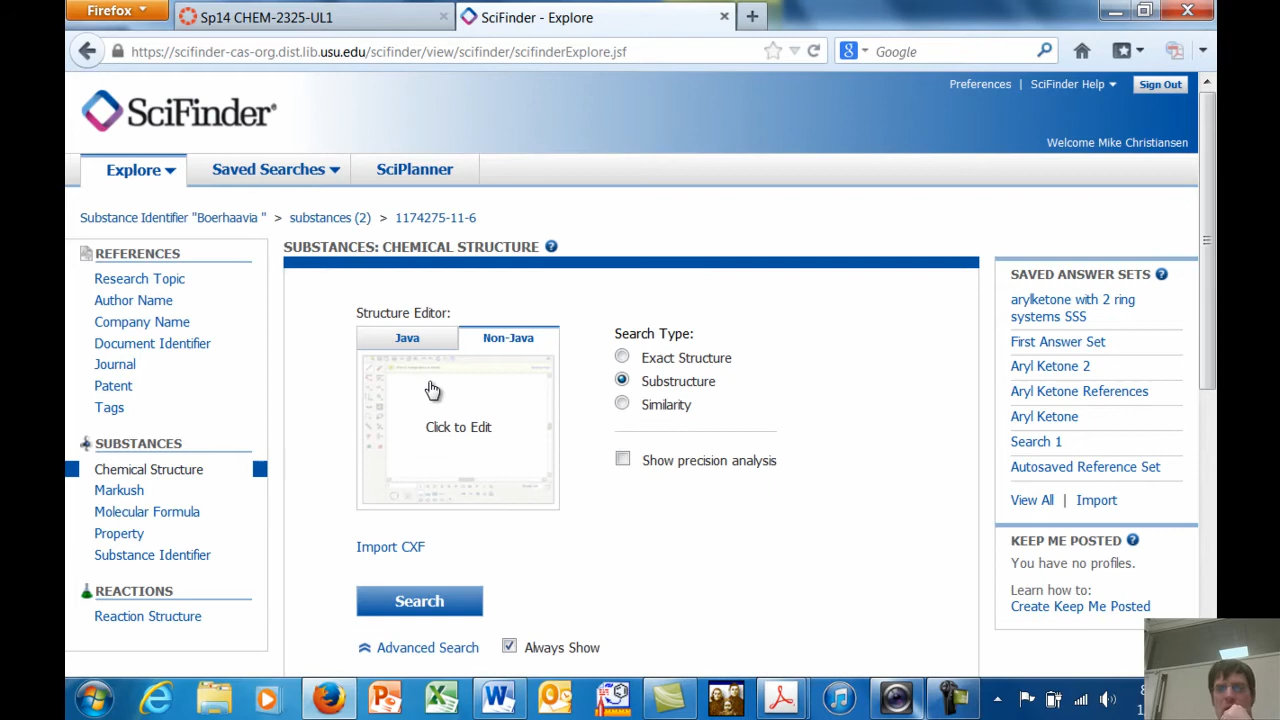 Firefox
Sp14 CHEM-2325-UL1
SciFinder - Explore
https://scifinder-cas-org.dist.lib.usu.edu/scifinder/view/scifinder/scifinderExplore.jsf
Google
Preferences | SciFinder Help
Sign Out
SciFinder®
Welcome Mike Christiansen
Explore
Saved Searches
SciPlanner
Substance Identifier "Boerhaavia " > substances (2) > 1174275-11-6
REFERENCES
Research Topic
Author Name
Company Name
Document Identifier
Journal
Patent
Tags
SUBSTANCES
Chemical Structure
Markush
Molecular Formula
Property
Substance Identifier
REACTIONS
Reaction Structure
SUBSTANCES: CHEMICAL STRUCTURE ?
Structure Editor:
Java
Non-Java
Click to Edit
Import CXF
Search
Advanced Search
Always Show
Search Type:
Exact Structure
Substructure
Similarity
Show precision analysis
SAVED ANSWER SETS ?
arylketone with 2 ring
systems SSS
First Answer Set
Aryl Ketone 2
Aryl Ketone References
Aryl Ketone
Search 1
Autosaved Reference Set
View All | Import
KEEP ME POSTED ?
You have no profiles.
Learn how to:
Create Keep Me Posted